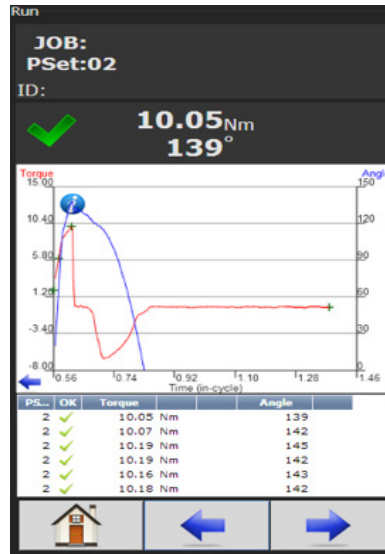 Run
JOB:
PSet:02
ID:
10.05Nm
139°
Torque
Angl
15.00
150
10.40
120
5.80
90
1.20
60
-3.40
30
-8.00
0
0.56 0.74 0.92 1.10 1.28 1.46
Time (in-cycle)
PS... OK Torque Angle
2 10.05 Nm 139
2 10.07 Nm 142
2 10.19 Nm 145
2 10.19 Nm 142
2 10.16 Nm 143
2 10.18 Nm 142